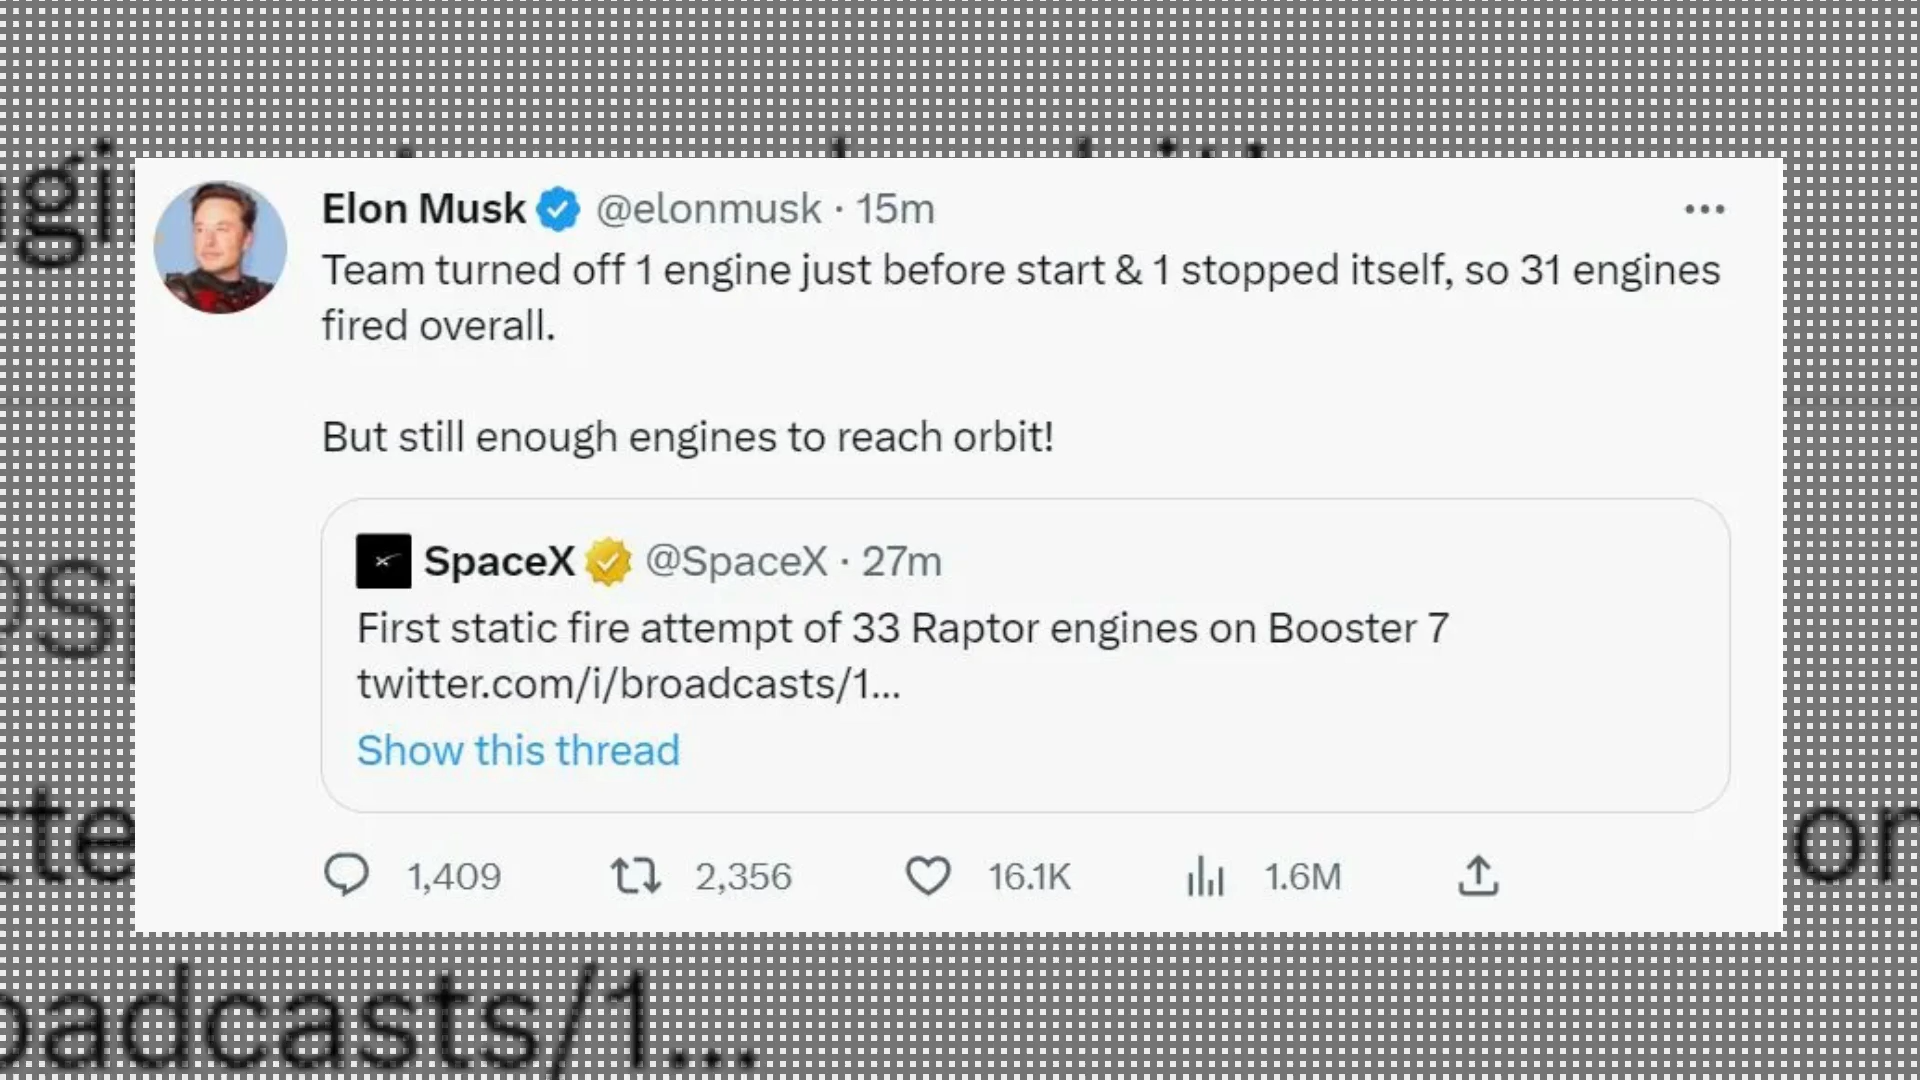 Elon Musk @elonmusk · 15m
Team turned off 1 engine just before start & 1 stopped itself, so 31 engines
fired overall.
But still enough engines to reach orbit!
SpaceX @SpaceX · 27m
First static fire attempt of 33 Raptor engines on Booster 7
twitter.com/i/broadcasts/1...
Show this thread
1,409 2,356 16.1K 1.6M
oadcasts/1...